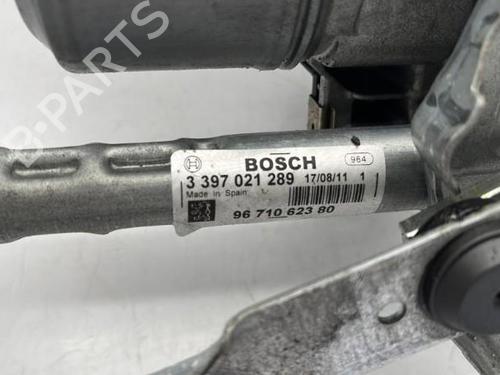 B-PARTS
BOSCH 964
3 397 021 289 17/08/11 1
Made in Spain
96 710 623 80